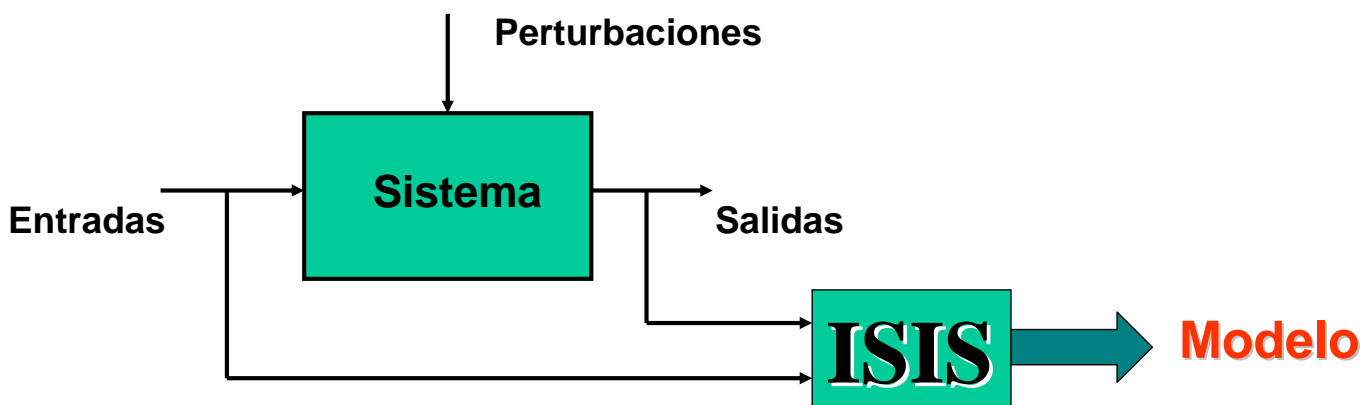 Perturbaciones
Sistema
Entradas
Salidas
ISIS
Modelo